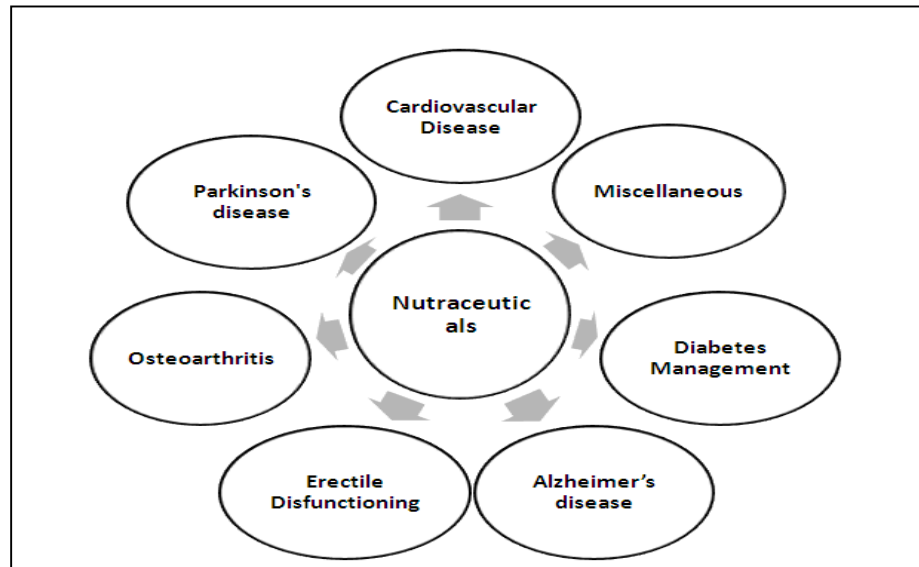 Cardiovascular
Disease
Miscellaneous
Parkinson's
disease
Nutraceutic
als
Osteoarthritis
Diabetes
Management
Erectile
Disfunctioning
Alzheimer’s
disease